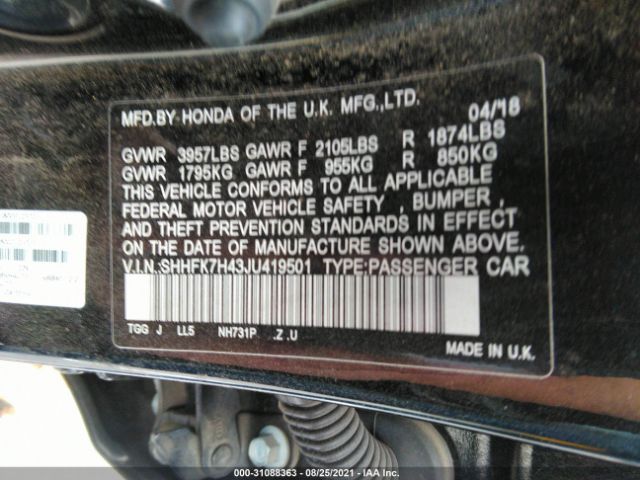 MFD.BY HONDA OF THE U.K. MFG.,LTD. 04/'18
GVWR 3957LBS GAWR F 2105LBS R 1874LBS
GVWR 1795KG GAWR F 955KG R 850KG
THIS VEHICLE CONFORMS TO ALL APPLICABLE
FEDERAL MOTOR VEHICLE SAFETY , BUMPER ,
AND THEFT PREVENTION STANDARDS IN EFFECT
ON THE DATE OF MANUFACTURE SHOWN ABOVE.
V.I.N:SHHFK7H43JU419501 TYPE:PASSENGER CAR
TGG J LL5 NH731P .Z .U
MADE IN U.K.
000-31088363 - 08/25/2021 - IAA Inc.